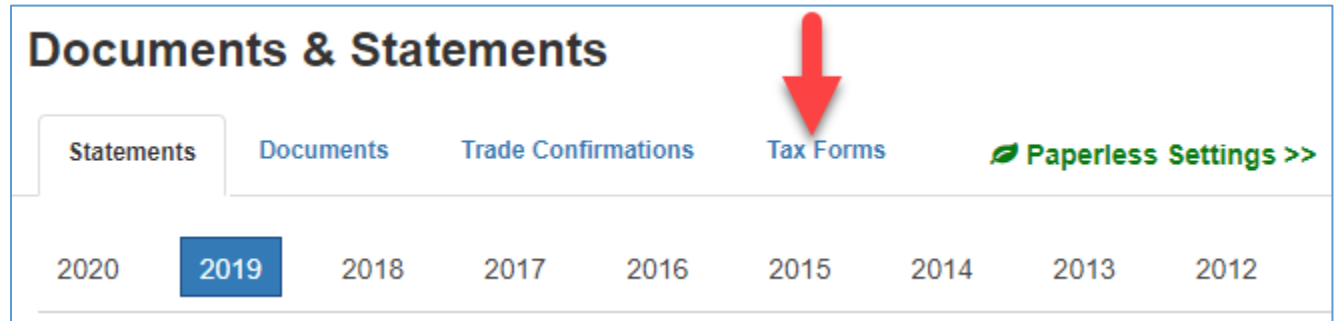 Documents & Statements
Statements Documents Trade Confirmations Tax Forms Paperless Settings >>
2020 2019 2018 2017 2016 2015 2014 2013 2012